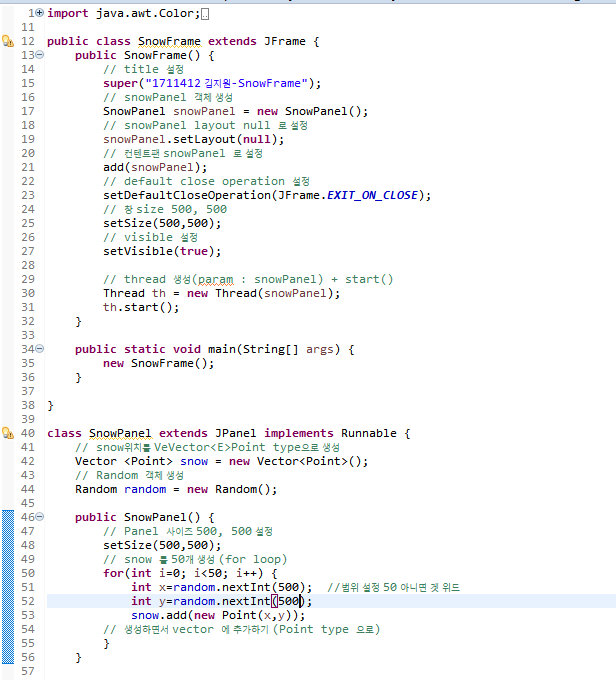 1 import java.awt.Color;
11
12 public class SnowFrame extends JFrame {
13 public SnowFrame() {
14 // title 설정
15 super("1711412 김지원-SnowFrame");
16 // snowPanel 객체 생성
17 SnowPanel snowPanel = new SnowPanel();
18 // snowPanel layout null 로 설정
19 snowPanel.setLayout(null);
20 // 컨텐트팬 snowPanel 로 설정
21 add(snowPanel);
22 // default close operation 설정
23 setDefaultCloseOperation(JFrame.EXIT_ON_CLOSE);
24 // 창 size 500, 500
25 setSize(500,500);
26 // visible 설정
27 setVisible(true);
28
29 // thread 생성(param : snowPanel) + start()
30 Thread th = new Thread(snowPanel);
31 th.start();
32 }
33
34 public static void main(String[] args) {
35 new SnowFrame();
36 }
37
38 }
39
40 class SnowPanel extends JPanel implements Runnable {
41 // snow위치를 VeVector<E>Point type으로 생성
42 Vector <Point> snow = new Vector<Point>();
43 // Random 객체 생성
44 Random random = new Random();
45
46 public SnowPanel() {
47 // Panel 사이즈 500, 500 설정
48 setSize(500,500);
49 // snow 를 50개 생성 (for loop)
50 for(int i=0; i<50; i++) {
51 int x=random.nextInt(500); //범위 설정 50 아니면 겟 위드
52 int y=random.nextInt(500);
53 snow.add(new Point(x,y));
54 // 생성하면서 vector 에 추가하기 (Point type 으로)
55 }
56 }
57